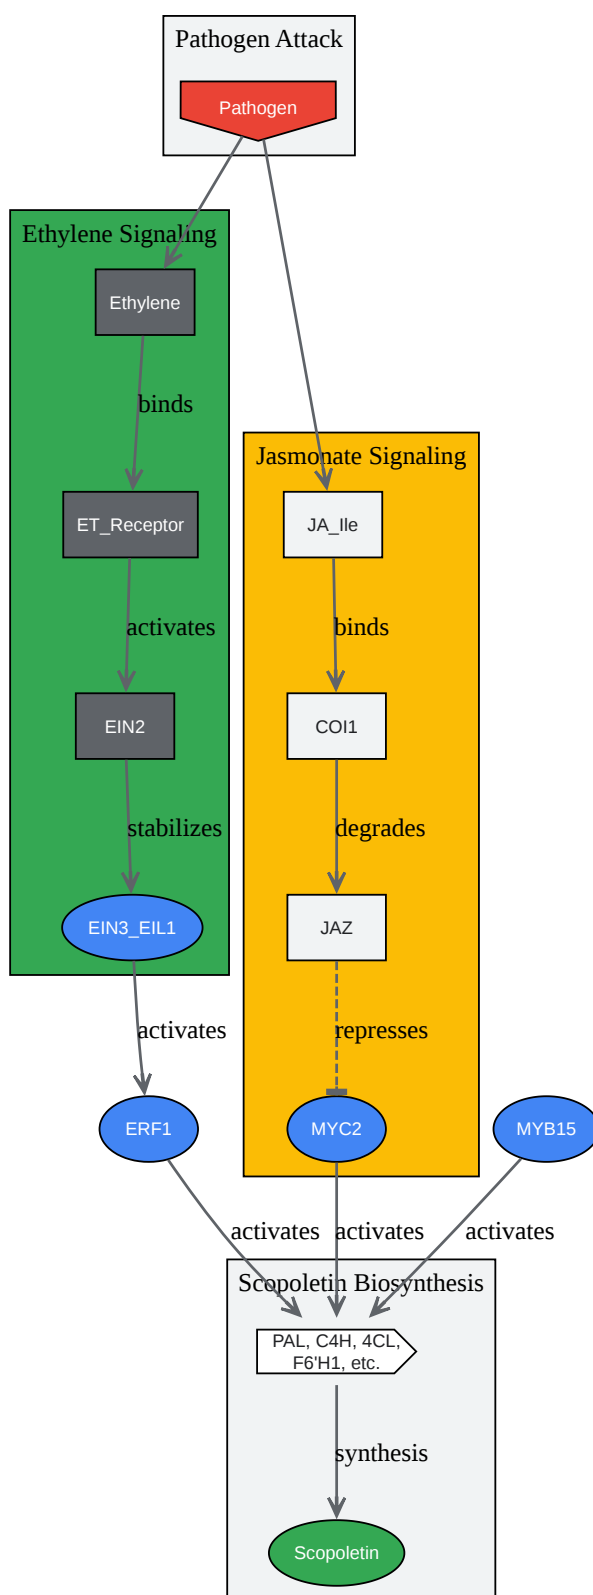 Pathogen Attack
Pathogen
Ethylene Signaling
Ethylene
binds
Jasmonate Signaling
ET_Receptor
JA_Ile
activates
binds
EIN2
COI1
stabilizes
degrades
EIN3_EIL1
JAZ
activates
represses
ERF1
MYC2
MYB15
activates
activates
activates
Scopoletin Biosynthesis
PAL, C4H, 4CL,
F6'H1, etc.
synthesis
Scopoletin